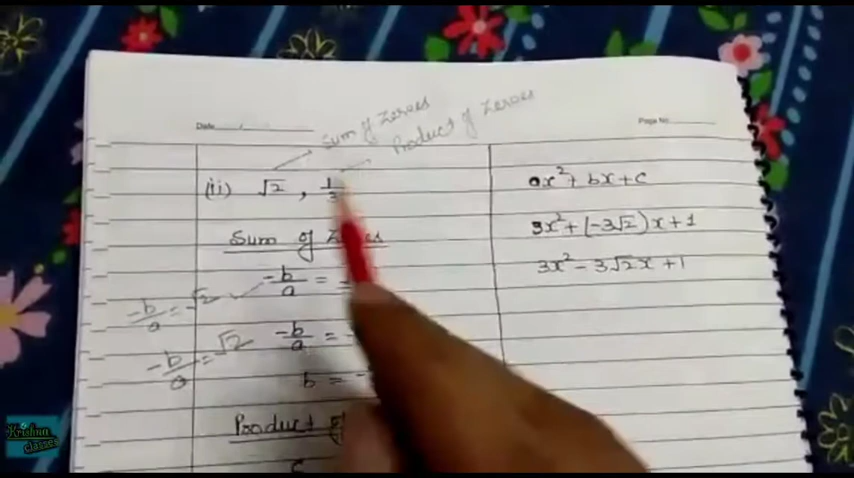 Sum of Zeroes
Product of Zeroes
Date
Page No.
(ii) √2 , 1/3
Sum of Zeroes
-b/a =
-b/a = √2
-b/a =
-b/a = √2
b = -
Product of
c
ax² + bx + c
3x² + (-3√2)x + 1
3x² - 3√2x + 1
Krishna
Classes